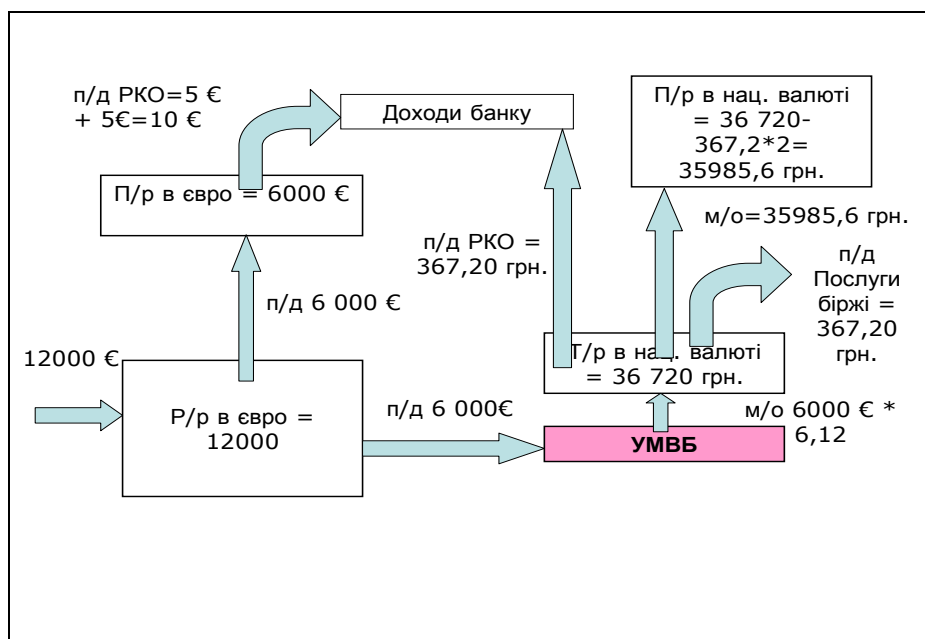 п/д РКО=5 €
+ 5€=10 €
Доходи банку
П/р в нац. валюті
= 36 720-
367,2*2=
35985,6 грн.
П/р в євро = 6000 €
п/д РКО =
367,20 грн.
м/о=35985,6 грн.
п/д
Послуги
біржі =
367,20
грн.
п/д 6 000 €
12000 €
Т/р в нац. валюті
= 36 720 грн.
Р/р в євро =
12000
п/д 6 000€
м/о 6000 € *
6,12
УМВБ